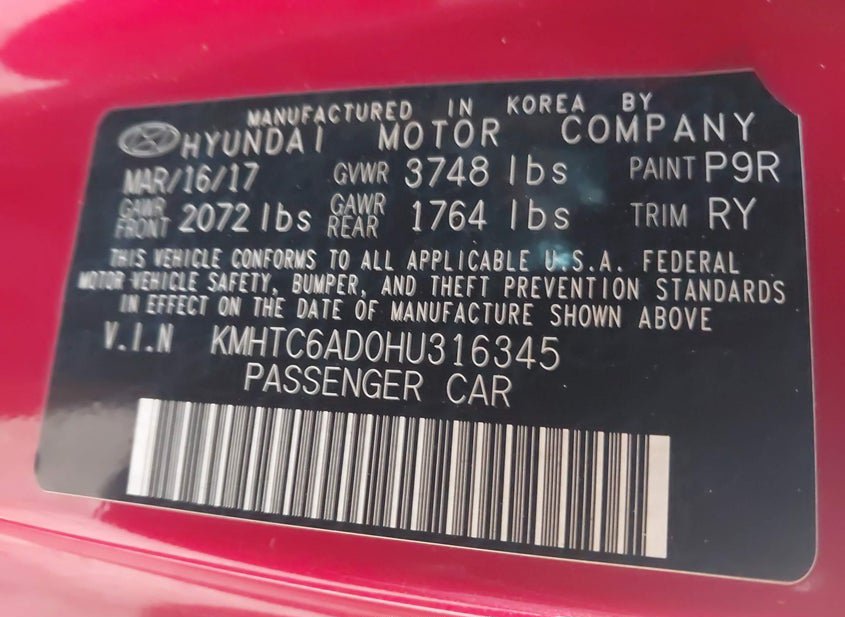 MANUFACTURED IN KOREA BY
HYUNDAI MOTOR COMPANY
MAR/16/17 GVWR 3748 lbs PAINT P9R
GAWR FRONT 2072 lbs GAWR REAR 1764 lbs TRIM RY
THIS VEHICLE CONFORMS TO ALL APPLICABLE U.S.A. FEDERAL
MOTOR VEHICLE SAFETY, BUMPER, AND THEFT PREVENTION STANDARDS
IN EFFECT ON THE DATE OF MANUFACTURE SHOWN ABOVE
V.I.N KMHTC6AD0HU316345
PASSENGER CAR